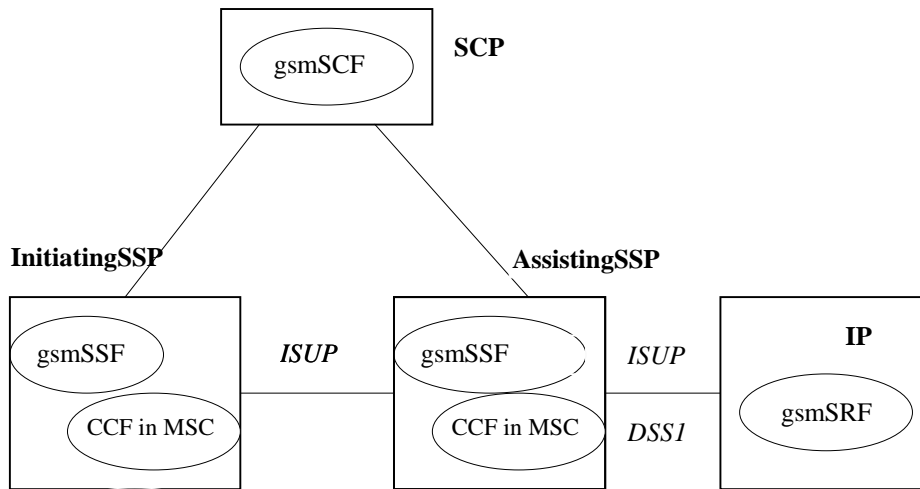 SCP
gsmSCF
InitiatingSSP
AssistingSSP
gsmSSF
ISUP
gsmSSF
ISUP
IP
CCF in MSC
CCF in MSC
DSS1
gsmSRF